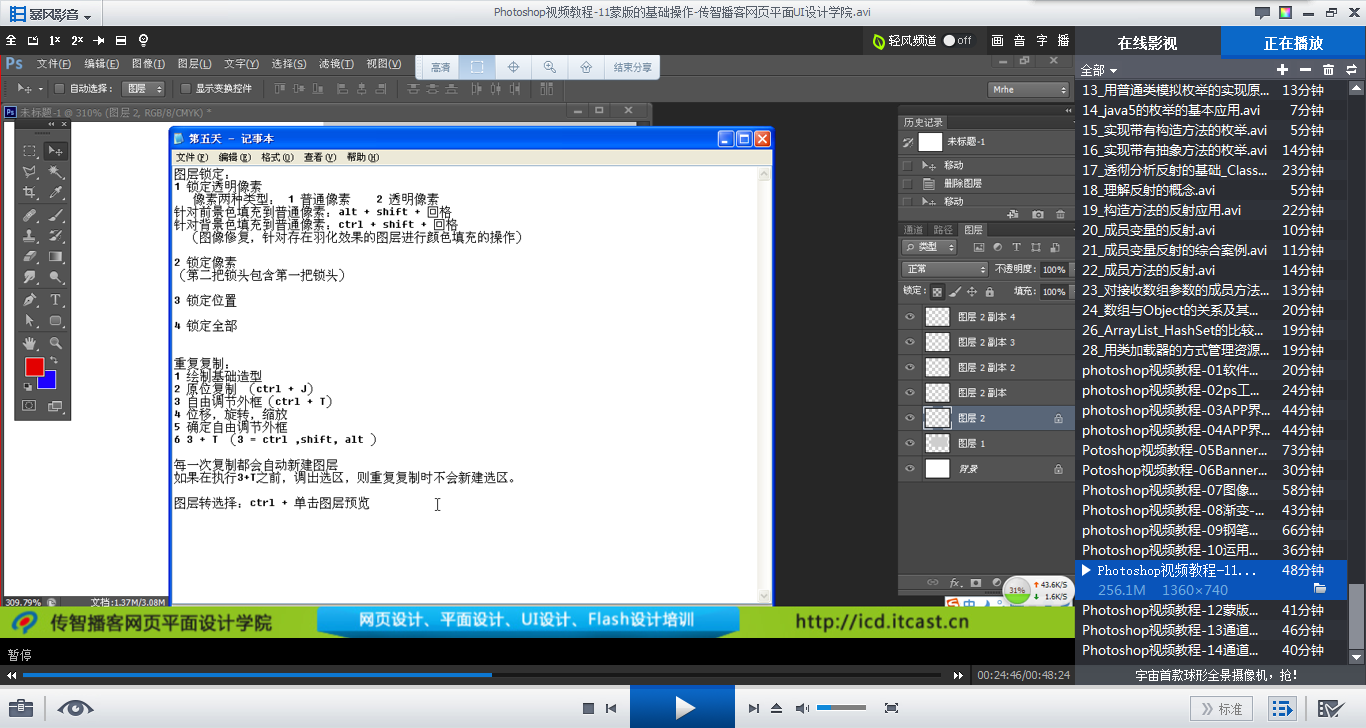 暴风影音
Photoshop视频教程-11蒙版的基础操作-传智播客网页平面UI设计学院.avi
全 1× 2×
轻风频道 off 画 音 字 播
在线影视 正在播放
Ps 文件(F) 编辑(E) 图像(I) 图层(L) 文字(Y) 选择(S) 滤镜(T) 视图(V)
高清 结束分享
自动选择: 图层 显示变换控件 Mrhe
未标题-1 @ 310% (图层 2, RGB/8/CMYK) *
第五天 - 记事本
文件(F) 编辑(E) 格式(O) 查看(V) 帮助(H)
图层锁定：
1 锁定透明像素
像素两种类型： 1 普通像素 2 透明像素
针对前景色填充到普通像素：alt + shift + 回格
针对背景色填充到普通像素：ctrl + shift + 回格
（图像修复，针对存在羽化效果的图层进行颜色填充的操作）
2 锁定像素
（第二把锁头包含第一把锁头）
3 锁定位置
4 锁定全部
重复复制：
1 绘制基础造型
2 原位复制 （ctrl + J）
3 自由调节外框（ctrl + T）
4 位移，旋转，缩放
5 确定自由调节外框
6 3 + T （3 = ctrl ,shift, alt ）
每一次复制都会自动新建图层
如果在执行3+T之前，调出选区，则重复复制时不会新建选区。
图层转选择：ctrl + 单击图层预览
历史记录
未标题-1
移动
删除图层
移动
通道 路径 图层
类型
正常 不透明度: 100%
锁定: 填充: 100%
图层 2 副本 4
图层 2 副本 3
图层 2 副本 2
图层 2 副本
图层 2
图层 1
背景
fx
31% 43.6K/S
1.6K/S
309.79% 文档:1.37M/3.08M
传智播客网页平面设计学院
网页设计、平面设计、UI设计、Flash设计培训
http://icd.itcast.cn
暂停
00:24:46/00:48:24
全部
13_用普通类模拟枚举的实现原... 13分钟
14_java5的枚举的基本应用.avi 7分钟
15_实现带有构造方法的枚举.avi 5分钟
16_实现带有抽象方法的枚举.avi 14分钟
17_透彻分析反射的基础_Class... 23分钟
18_理解反射的概念.avi 5分钟
19_构造方法的反射应用.avi 22分钟
20_成员变量的反射.avi 10分钟
21_成员变量反射的综合案例.avi 11分钟
22_成员方法的反射.avi 14分钟
23_对接收数组参数的成员方法... 13分钟
24_数组与Object的关系及其... 20分钟
26_ArrayList_HashSet的比较... 19分钟
28_用类加载器的方式管理资源... 19分钟
photoshop视频教程-01软件... 20分钟
photoshop视频教程-02ps工... 24分钟
photoshop视频教程-03APP界... 44分钟
photoshop视频教程-04APP界... 44分钟
Potoshop视频教程-05Banner... 73分钟
Potoshop视频教程-06Banner... 30分钟
Photoshop视频教程-07图像... 58分钟
Photoshop视频教程-08渐变-... 43分钟
photoshop视频教程-09钢笔... 66分钟
Photoshop视频教程-10运用... 36分钟
Photoshop视频教程-11... 48分钟
256.1M 1360×740
Photoshop视频教程-12蒙版... 41分钟
Photoshop视频教程-13通道... 46分钟
Photoshop视频教程-14通道... 40分钟
宇宙首款球形全景摄像机，抢！
标准